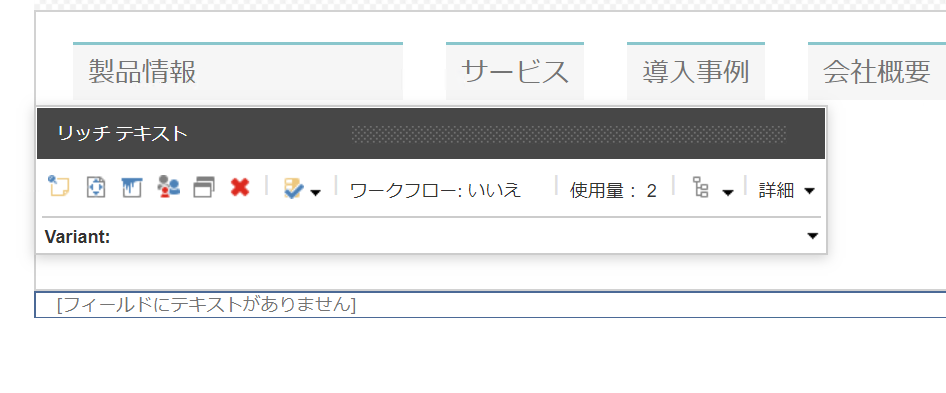 製品情報 サービス 導入事例 会社概要
リッチ テキスト
ワークフロー: いいえ 使用量： 2 詳細
Variant:
[フィールドにテキストがありません]